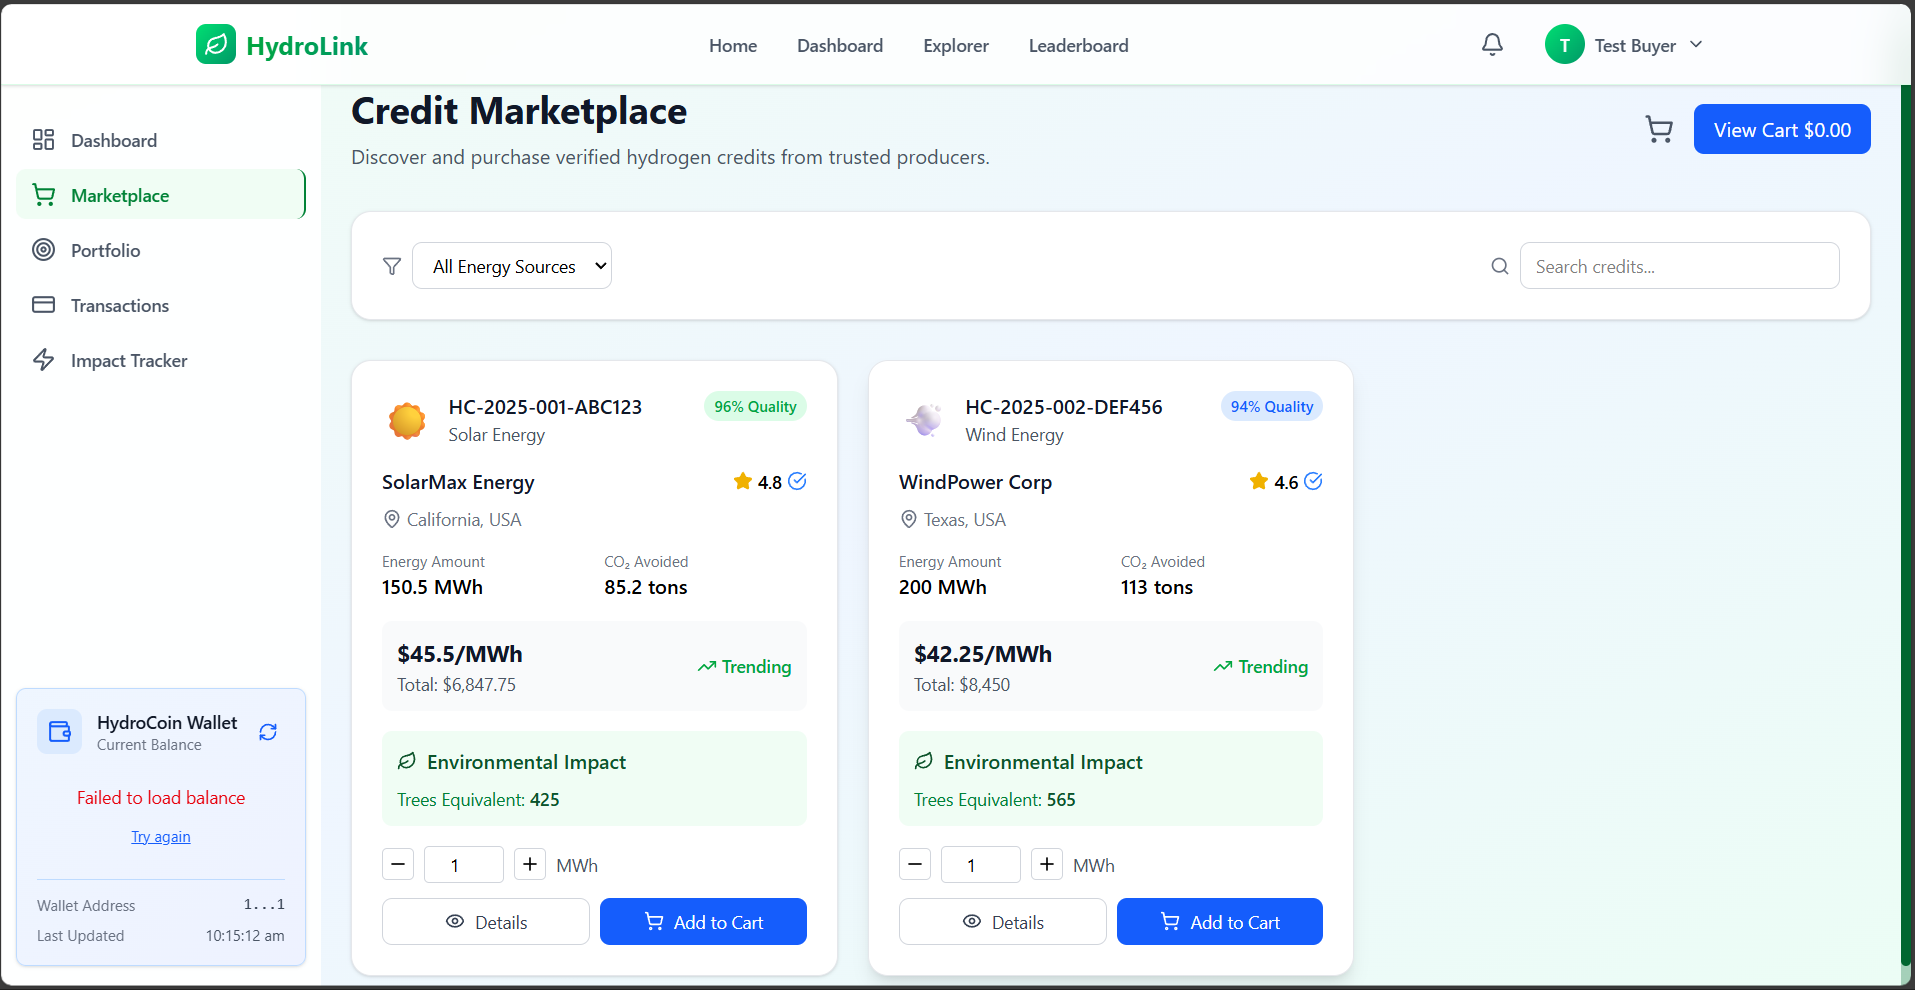 HydroLink
Home Dashboard Explorer Leaderboard
T Test Buyer
Dashboard
Marketplace
Portfolio
Transactions
Impact Tracker
HydroCoin Wallet
Current Balance
Failed to load balance
Try again
Wallet Address 1...1
Last Updated 10:15:12 am
Credit Marketplace
Discover and purchase verified hydrogen credits from trusted producers.
View Cart $0.00
All Energy Sources
Search credits...
HC-2025-001-ABC123
96% Quality
Solar Energy
SolarMax Energy
4.8
California, USA
Energy Amount CO₂ Avoided
150.5 MWh 85.2 tons
$45.5/MWh
Trending
Total: $6,847.75
Environmental Impact
Trees Equivalent: 425
1 MWh
Details Add to Cart
HC-2025-002-DEF456
94% Quality
Wind Energy
WindPower Corp
4.6
Texas, USA
Energy Amount CO₂ Avoided
200 MWh 113 tons
$42.25/MWh
Trending
Total: $8,450
Environmental Impact
Trees Equivalent: 565
1 MWh
Details Add to Cart